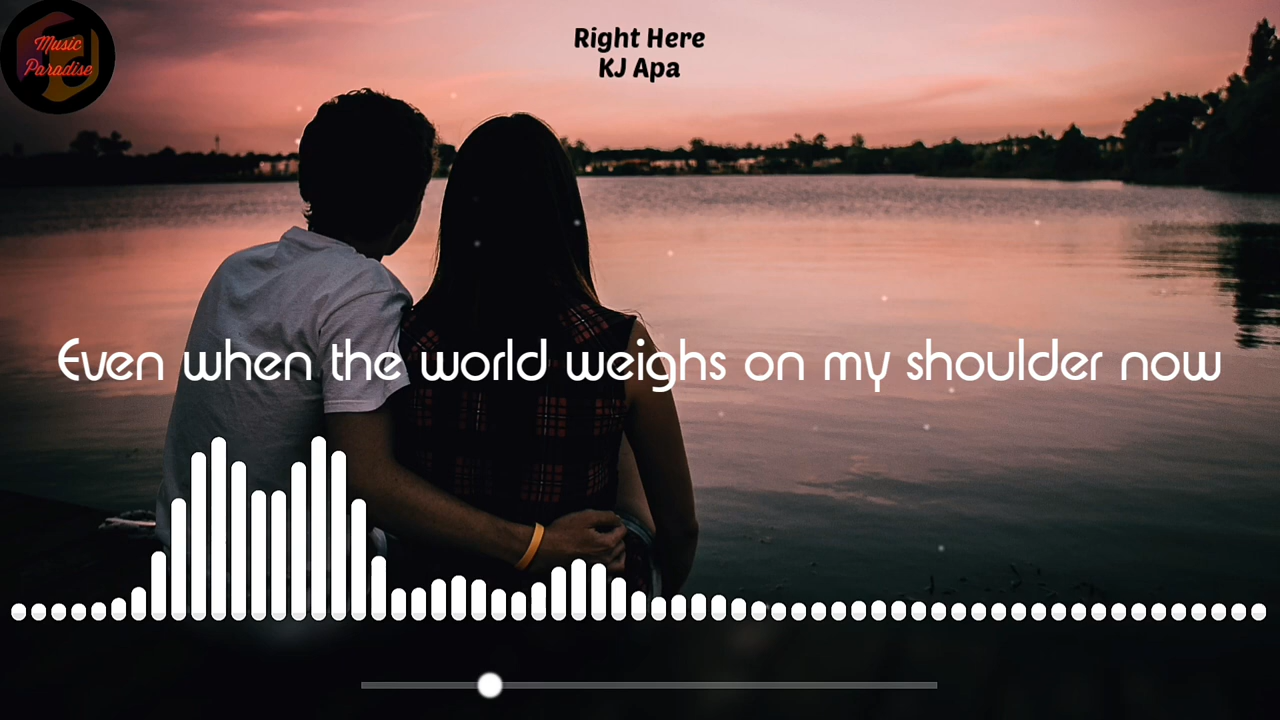 Music
Paradise
Right Here
KJ Apa
Even when the world weighs on my shoulder now